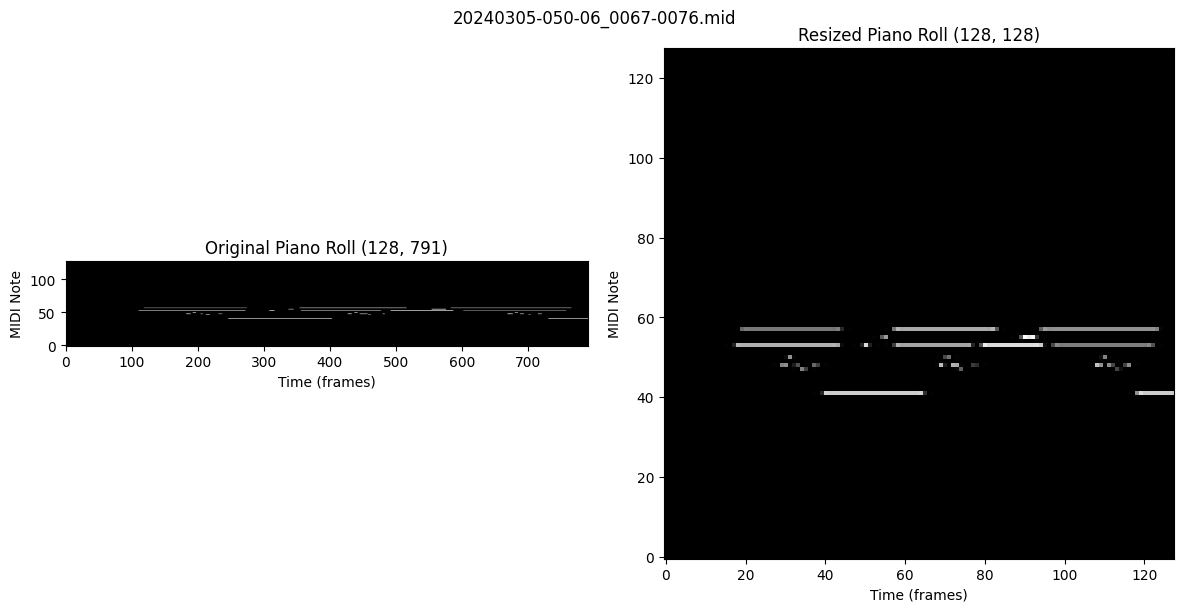 20240305-050-06_0067-0076.mid
Original Piano Roll (128, 791)
MIDI Note
100
50
0
0 100 200 300 400 500 600 700
Time (frames)
Resized Piano Roll (128, 128)
MIDI Note
120
100
80
60
40
20
0
0 20 40 60 80 100 120
Time (frames)